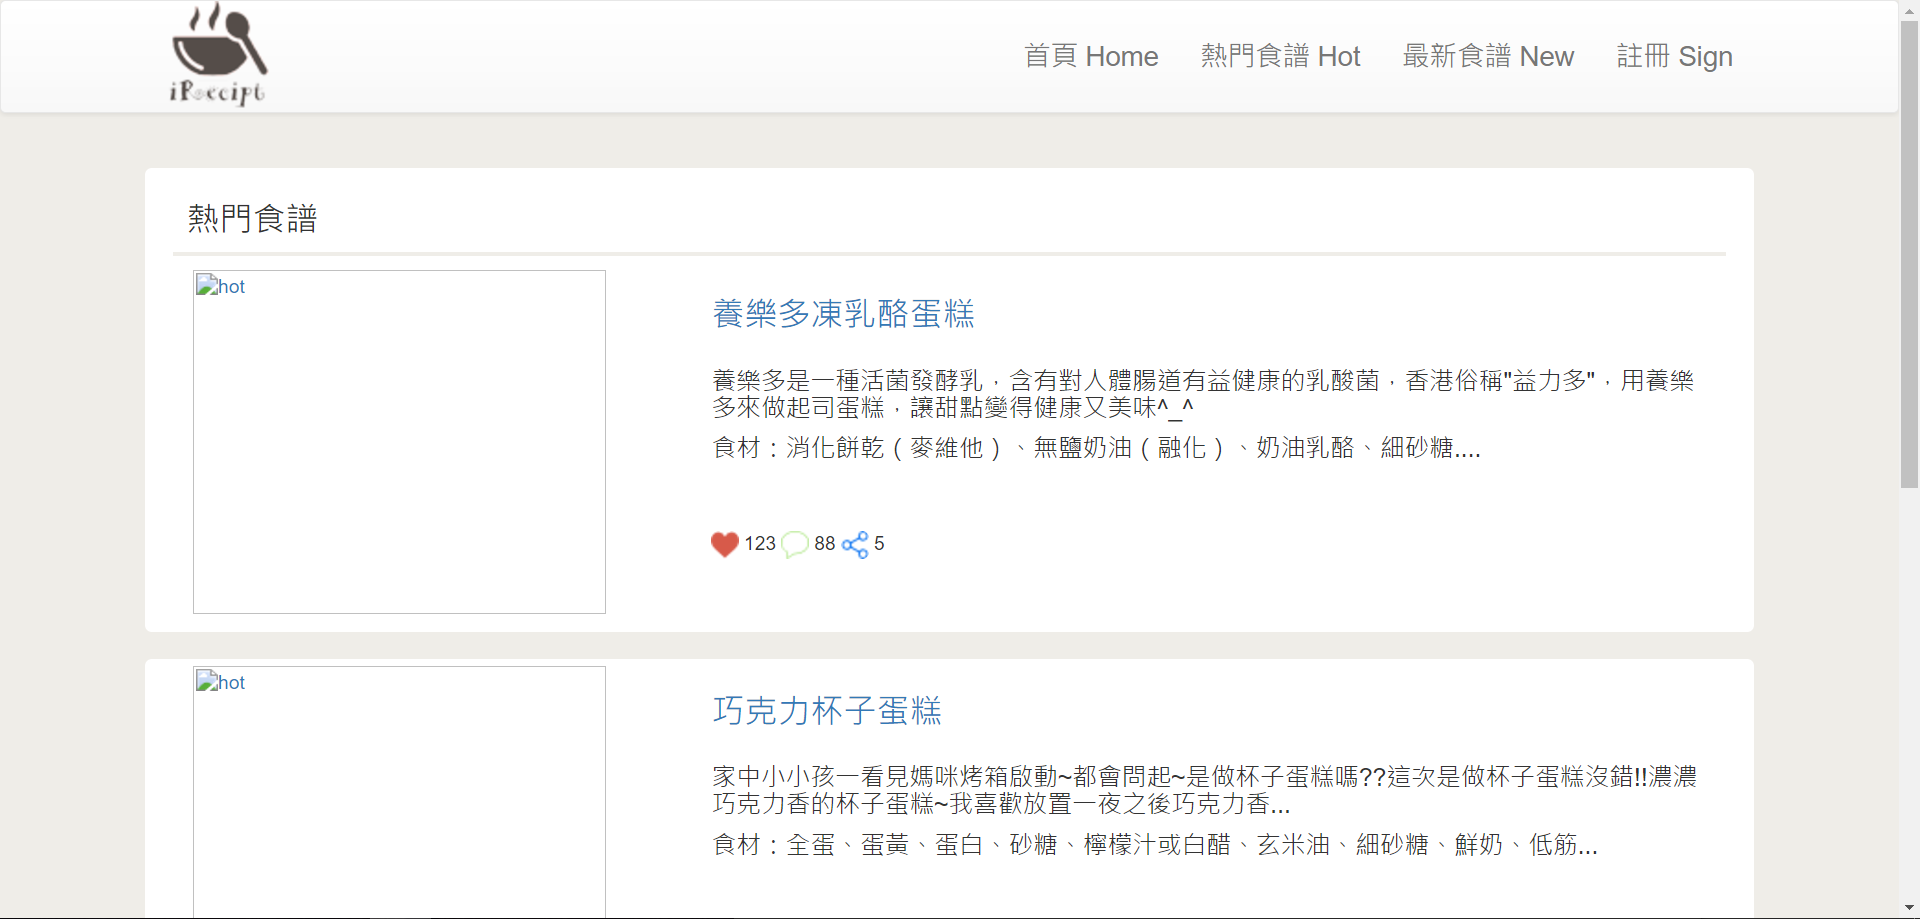 iRecipt
首頁 Home 熱門食譜 Hot 最新食譜 New 註冊 Sign
熱門食譜
hot
養樂多凍乳酪蛋糕
養樂多是一種活菌發酵乳，含有對人體腸道有益健康的乳酸菌，香港俗稱"益力多"，用養樂
多來做起司蛋糕，讓甜點變得健康又美味^_^
食材：消化餅乾（麥維他）、無鹽奶油（融化）、奶油乳酪、細砂糖....
123 88 5
hot
巧克力杯子蛋糕
家中小小孩一看見媽咪烤箱啟動~都會問起~是做杯子蛋糕嗎??這次是做杯子蛋糕沒錯!!濃濃
巧克力香的杯子蛋糕~我喜歡放置一夜之後巧克力香...
食材：全蛋、蛋黃、蛋白、砂糖、檸檬汁或白醋、玄米油、細砂糖、鮮奶、低筋...